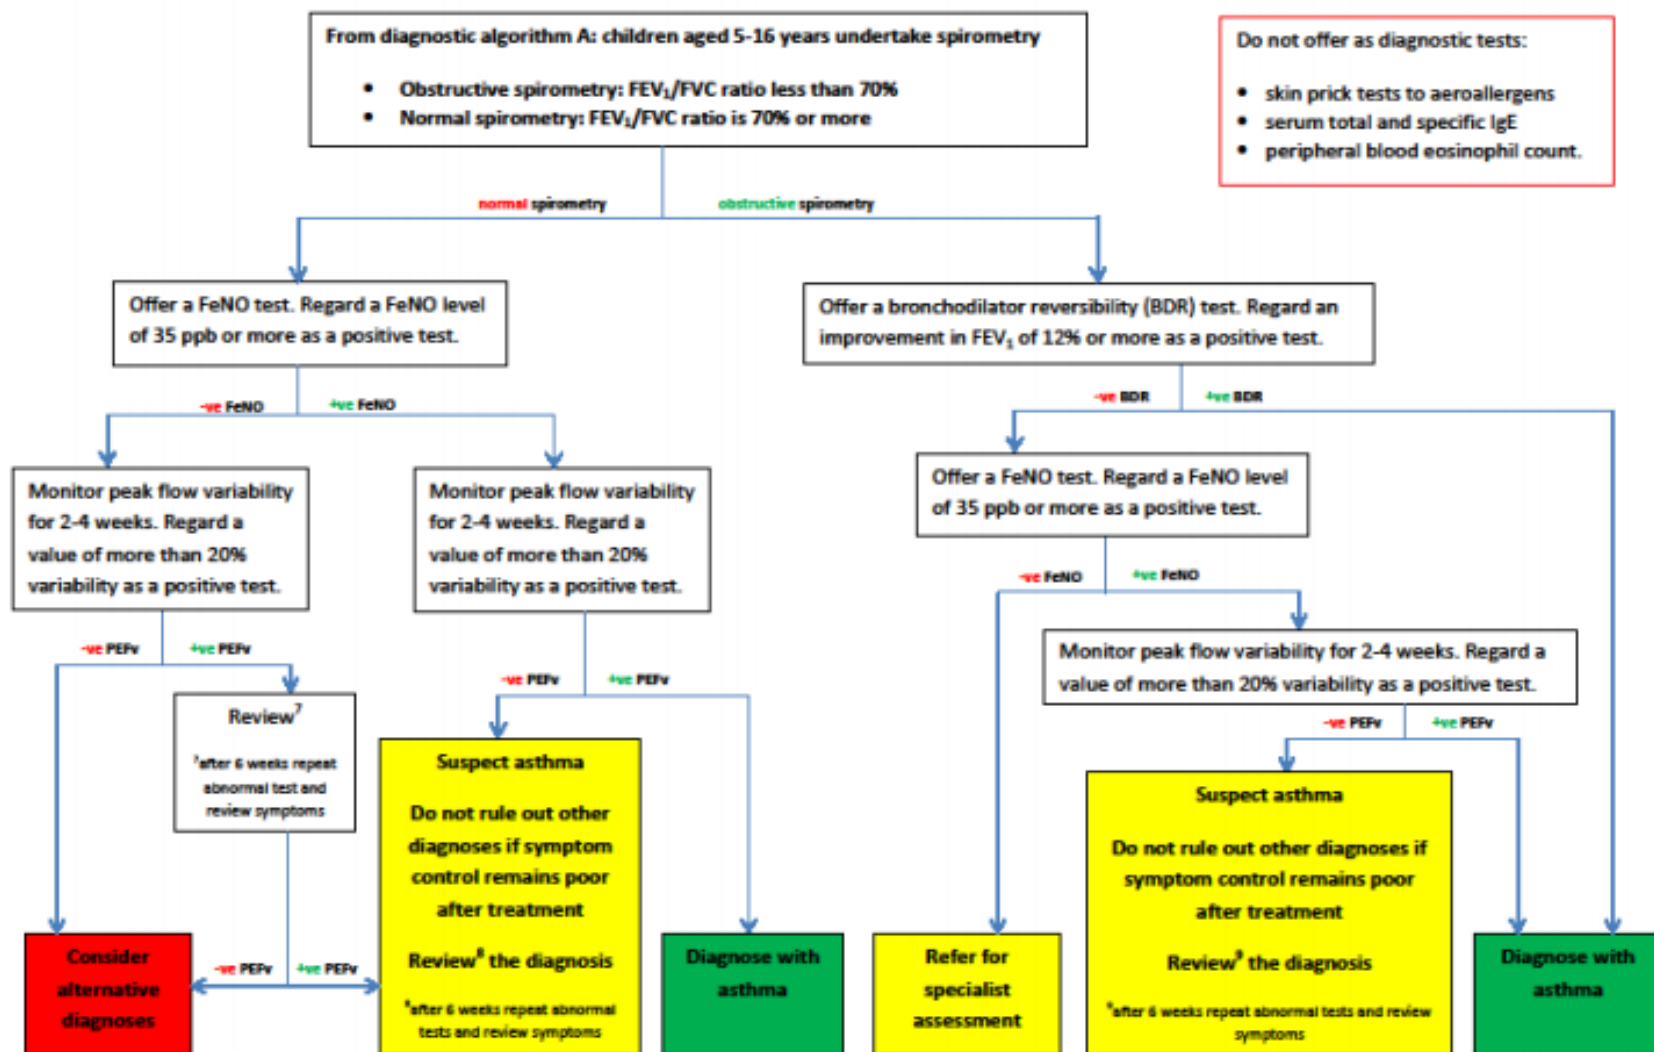 From diagnostic algorithm A: children aged 5-16 years undertake spirometry
• Obstructive spirometry: FEV₁/FVC ratio less than 70%
• Normal spirometry: FEV₁/FVC ratio is 70% or more
Do not offer as diagnostic tests:
• skin prick tests to aeroallergens
• serum total and specific IgE
• peripheral blood eosinophil count.
normal spirometry
obstructive spirometry
Offer a FeNO test. Regard a FeNO level
of 35 ppb or more as a positive test.
Offer a bronchodilator reversibility (BDR) test. Regard an
improvement in FEV₁ of 12% or more as a positive test.
-ve FeNO
+ve FeNO
-ve BDR
+ve BDR
Monitor peak flow variability
for 2-4 weeks. Regard a
value of more than 20%
variability as a positive test.
Monitor peak flow variability
for 2-4 weeks. Regard a
value of more than 20%
variability as a positive test.
Offer a FeNO test. Regard a FeNO level
of 35 ppb or more as a positive test.
-ve FeNO
+ve FeNO
-ve PEFv
+ve PEFv
-ve PEFv
+ve PEFv
Monitor peak flow variability for 2-4 weeks. Regard a
value of more than 20% variability as a positive test.
-ve PEFv
+ve PEFv
Review⁷
⁷after 6 weeks repeat
abnormal test and
review symptoms
Suspect asthma
Do not rule out other
diagnoses if symptom
control remains poor
after treatment
Review⁸ the diagnosis
⁸after 6 weeks repeat abnormal
tests and review symptoms
Suspect asthma
Do not rule out other diagnoses if
symptom control remains poor
after treatment
Review⁹ the diagnosis
⁹after 6 weeks repeat abnormal tests and review
symptoms
Consider
alternative
diagnoses
-ve PEFv
+ve PEFv
Diagnose with
asthma
Refer for
specialist
assessment
Diagnose with
asthma